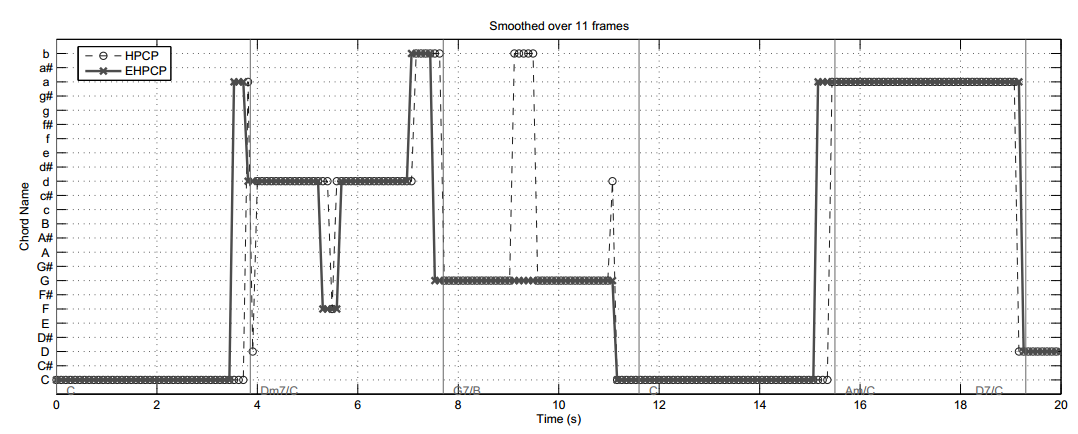 Smoothed over 11 frames
HPCP
EHPCP
Chord Name
b
a#
a
g#
g
f#
f
e
d#
d
c#
c
B
A#
A
G#
G
F#
F
E
D#
D
C#
C
C Dm7/C G7/B C Am/C D7/C
0 2 4 6 8 10 12 14 16 18 20
Time (s)